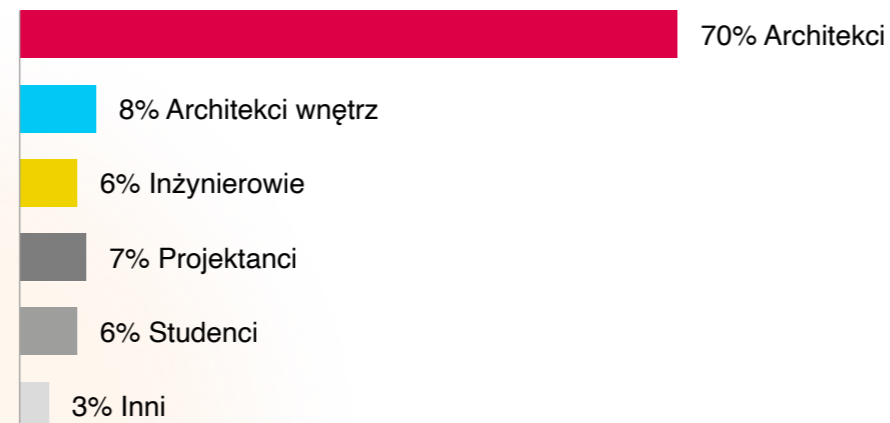 70% Architekci
8% Architekci wnętrz
6% Inżynierowie
7% Projektanci
6% Studenci
3% Inni